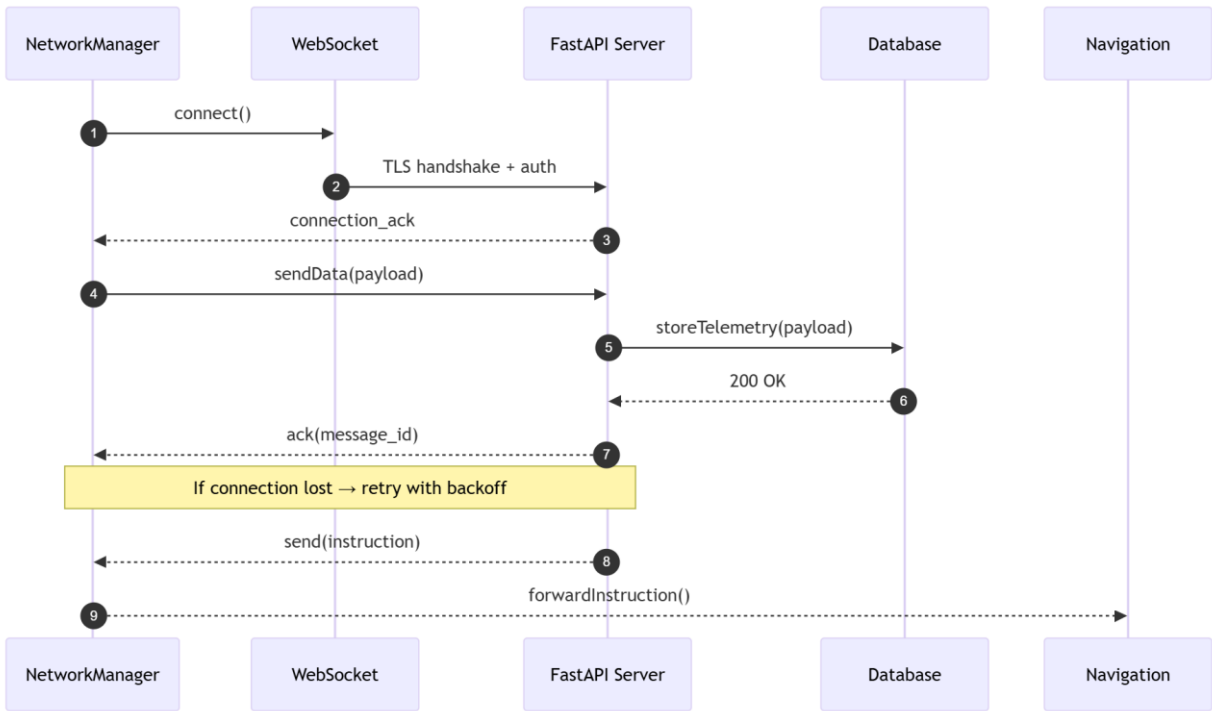 NetworkManager
WebSocket
FastAPI Server
Database
Navigation
connect()
1
TLS handshake + auth
2
connection_ack
3
sendData(payload)
4
storeTelemetry(payload)
5
200 OK
6
ack(message_id)
7
If connection lost → retry with backoff
send(instruction)
8
forwardInstruction()
9
NetworkManager
WebSocket
FastAPI Server
Database
Navigation